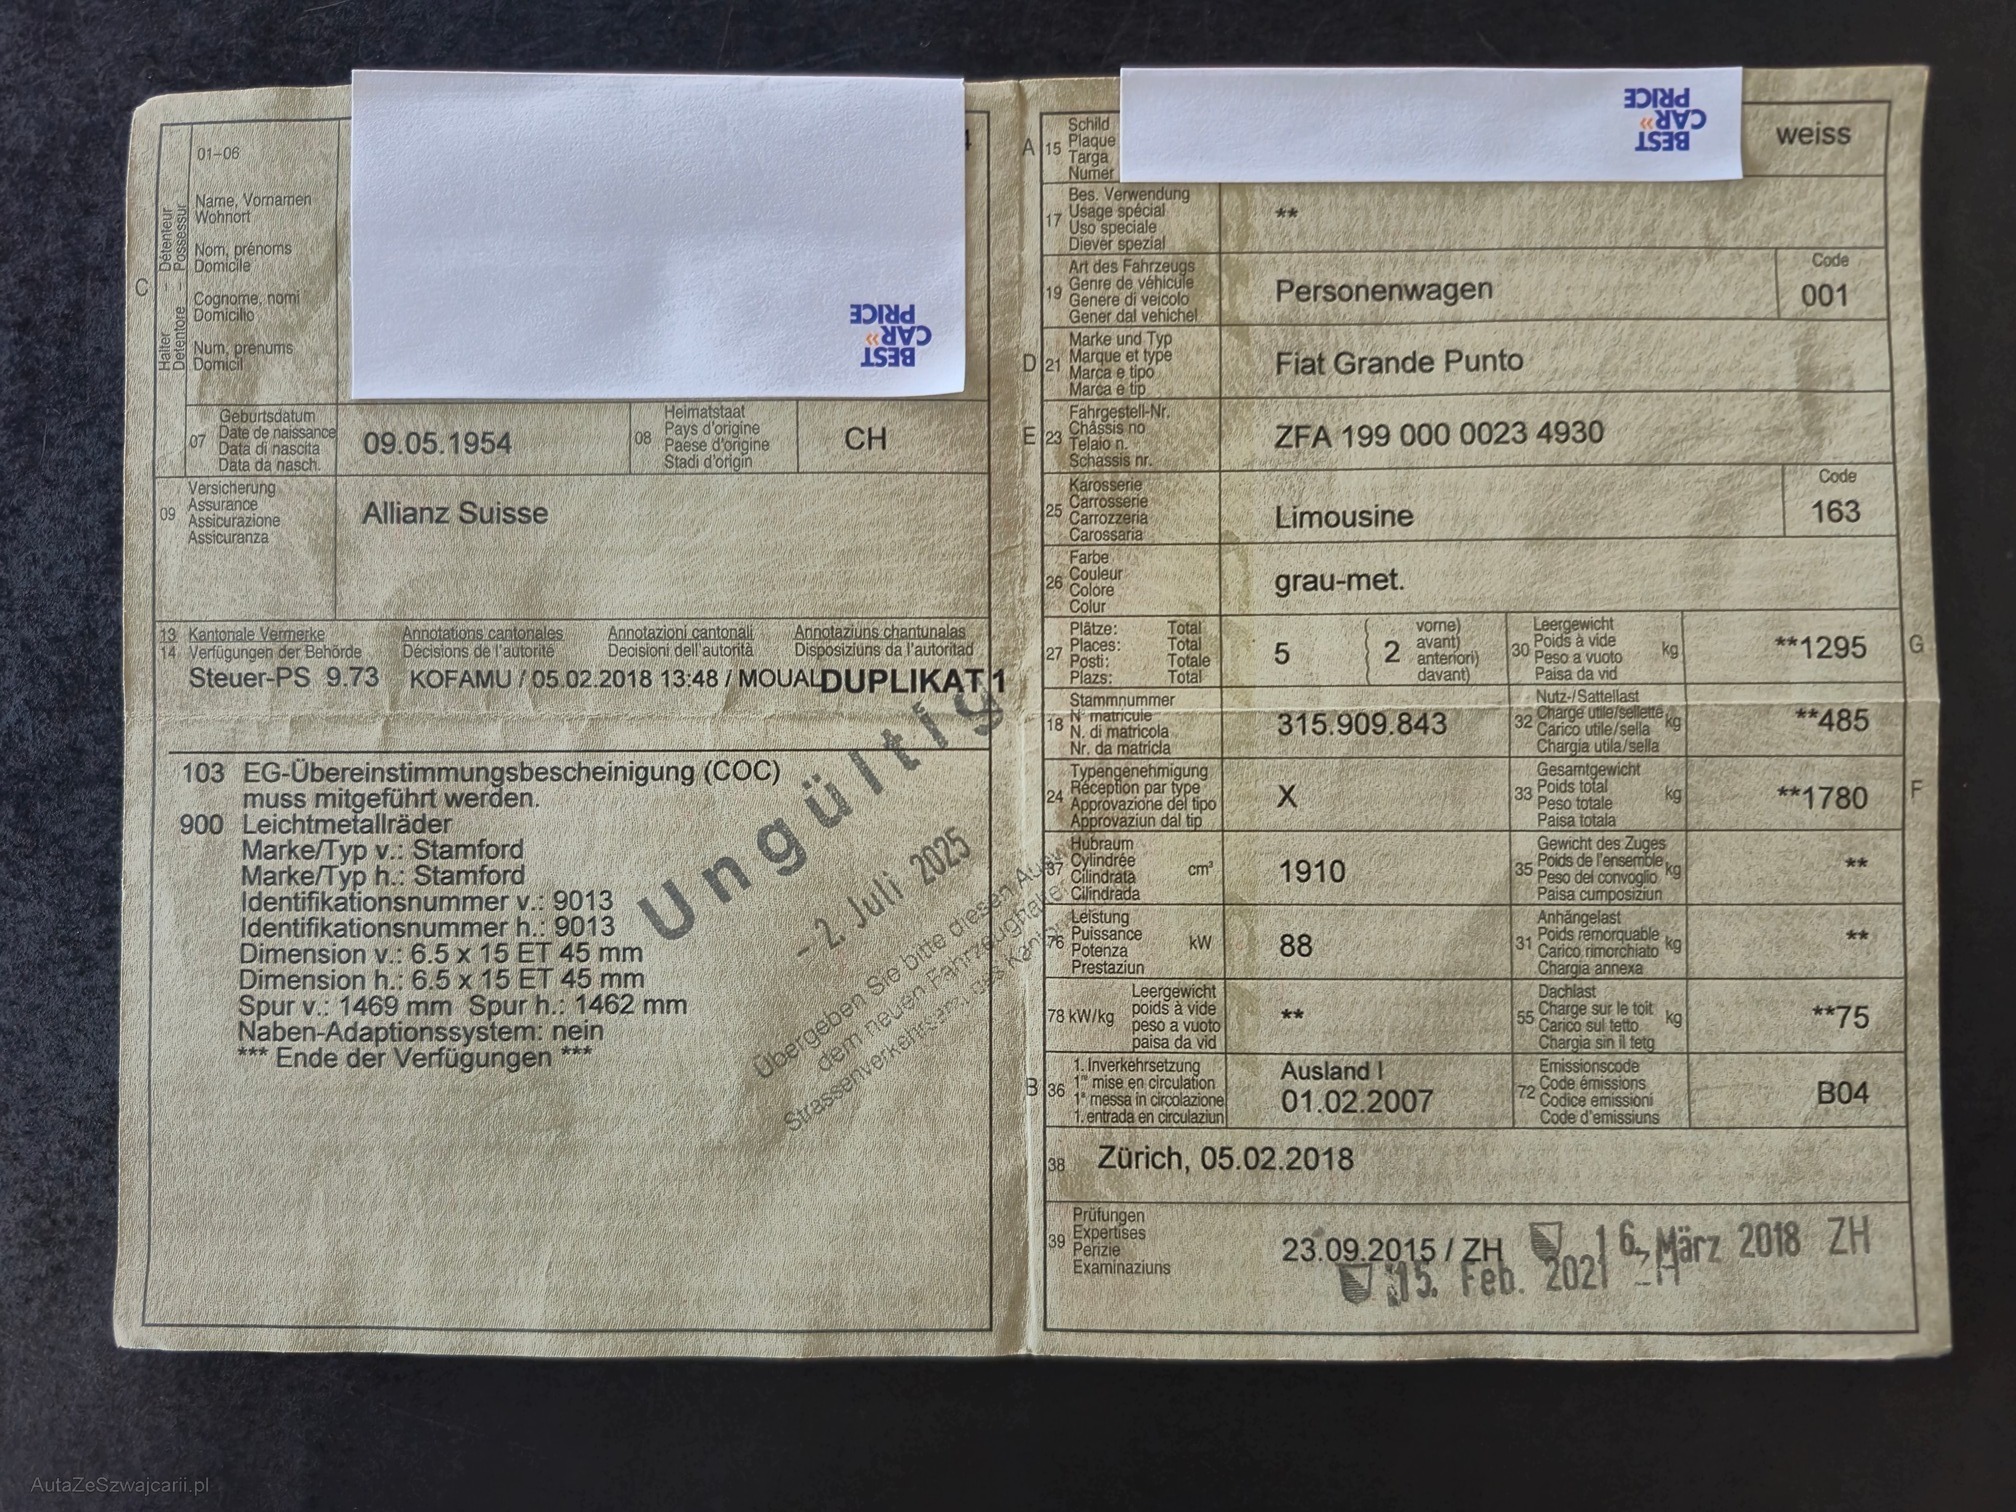 01-06
Halter - Détenteur
Detentore - Possessur
C
Name, Vornamen
Wohnort
Nom, prénoms
Domicile
Cognome, nomi
Domicilio
Num, prenums
Domicil
BEST
CAR»
PRICE
07
Geburtsdatum
Date de naissance
Data di nascita
Data da nasch.
09.05.1954
08
Heimatstaat
Pays d'origine
Paese d'origine
Stadi d'origin
CH
09
Versicherung
Assurance
Assicurazione
Assicuranza
Allianz Suisse
13 Kantonale Vermerke Annotations cantonales Annotazioni cantonali Annotaziuns chantunalas
14 Verfügungen der Behörde Décisions de l'autorité Decisioni dell'autorità Disposiziuns da l'autoritad
Steuer-PS 9.73 KOFAMU / 05.02.2018 13:48 / MOUAL DUPLIKAT 1
103 EG-Übereinstimmungsbescheinigung (COC)
muss mitgeführt werden.
900 Leichtmetallräder
Marke/Typ v.: Stamford
Marke/Typ h.: Stamford
Identifikationsnummer v.: 9013
Identifikationsnummer h.: 9013
Dimension v.: 6.5 x 15 ET 45 mm
Dimension h.: 6.5 x 15 ET 45 mm
Spur v.: 1469 mm Spur h.: 1462 mm
Naben-Adaptionssystem: nein
*** Ende der Verfügungen ***
Ungültig
- 2. Juli 2025
Übergeben Sie bitte diesen
dem neuen Fahrzeughalter
Strassenverkehrsamt des Kantons
A 15
Schild
Plaque
Targa
Numer
BEST
CAR»
PRICE
weiss
17
Bes. Verwendung
Usage spécial
Uso speciale
Diever spezial
**
19
Art des Fahrzeugs
Genre de véhicule
Genere di veicolo
Gener dal vehichel
Personenwagen
Code
001
D 21
Marke und Typ
Marque et type
Marca e tipo
Marca e tip
Fiat Grande Punto
E 23
Fahrgestell-Nr.
Châssis no
Telaio n.
Schassis nr.
ZFA 199 000 0023 4930
25
Karosserie
Carrosserie
Carrozzeria
Carossaria
Limousine
Code
163
26
Farbe
Couleur
Colore
Colur
grau-met.
27
Plätze: Total
Places: Total
Posti: Totale
Plazs: Total
5
2
vorne)
avant)
anteriori)
davant)
30
Leergewicht
Poids à vide
Peso a vuoto
Paisa da vid
kg
**1295
G
18
Stammnummer
N° matricule
N. di matricola
Nr. da matricla
315.909.843
32
Nutz-/Sattellast
Charge utile/sellette
Carico utile/sella
Chargia utila/sella
kg
**485
24
Typengenehmigung
Réception par type
Approvazione del tipo
Approvaziun dal tip
X
33
Gesamtgewicht
Poids total
Peso totale
Paisa totala
kg
**1780
F
37
Hubraum
Cylindrée
Cilindrata
Cilindrada
cm³
1910
35
Gewicht des Zuges
Poids de l'ensemble
Peso del convoglio
Paisa cumposiziun
kg
**
76
Leistung
Puissance
Potenza
Prestaziun
kW
88
31
Anhängelast
Poids remorquable
Carico rimorchiato
Chargia annexa
kg
**
78 kW/kg
Leergewicht
poids à vide
peso a vuoto
paisa da vid
**
55
Dachlast
Charge sur le toit
Carico sul tetto
Chargia sin il tetg
kg
**75
B 36
1. Inverkehrsetzung
1re mise en circulation
1a messa in circolazione
1. entrada en circulaziun
Ausland I
01.02.2007
72
Emissionscode
Code émissions
Codice emissioni
Code d'emissiuns
B04
38
Zürich, 05.02.2018
39
Prüfungen
Expertises
Perizie
Examinaziuns
23.09.2015 / ZH
16. März 2018 ZH
15. Feb. 2021 ZH
AutaZeSzwajcarii.pl